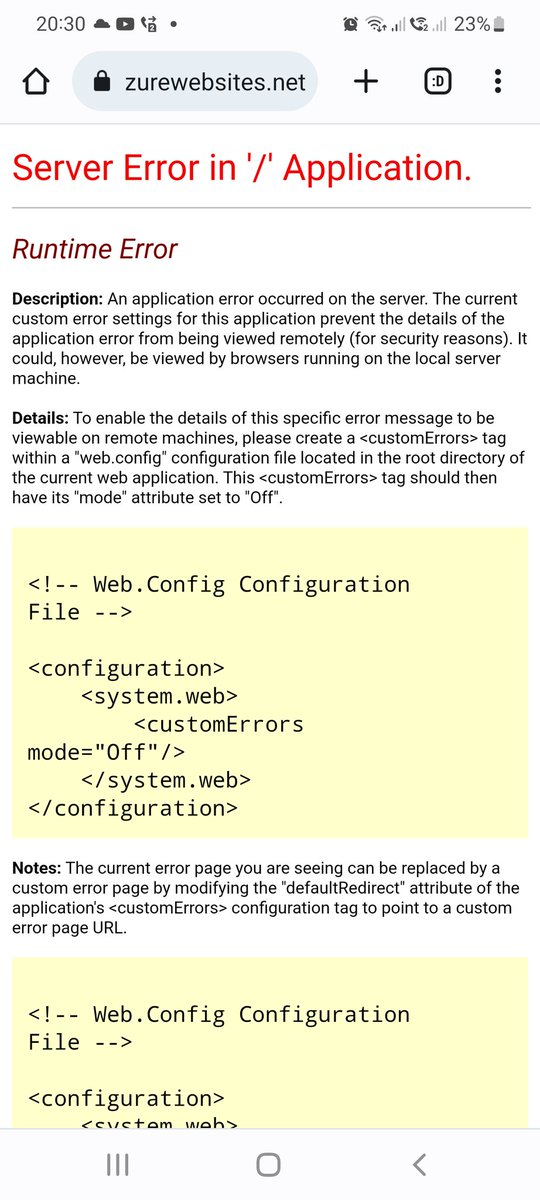 20:30
23%
zurewebsites.net
:D
Server Error in '/' Application.
Runtime Error
Description: An application error occurred on the server. The current
custom error settings for this application prevent the details of the
application error from being viewed remotely (for security reasons). It
could, however, be viewed by browsers running on the local server
machine.
Details: To enable the details of this specific error message to be
viewable on remote machines, please create a <customErrors> tag
within a "web.config" configuration file located in the root directory of
the current web application. This <customErrors> tag should then
have its "mode" attribute set to "Off".
<!-- Web.Config Configuration
File -->
<configuration>
    <system.web>
        <customErrors
mode="Off"/>
    </system.web>
</configuration>
Notes: The current error page you are seeing can be replaced by a
custom error page by modifying the "defaultRedirect" attribute of the
application's <customErrors> configuration tag to point to a custom
error page URL.
<!-- Web.Config Configuration
File -->
<configuration>
    <system.web>